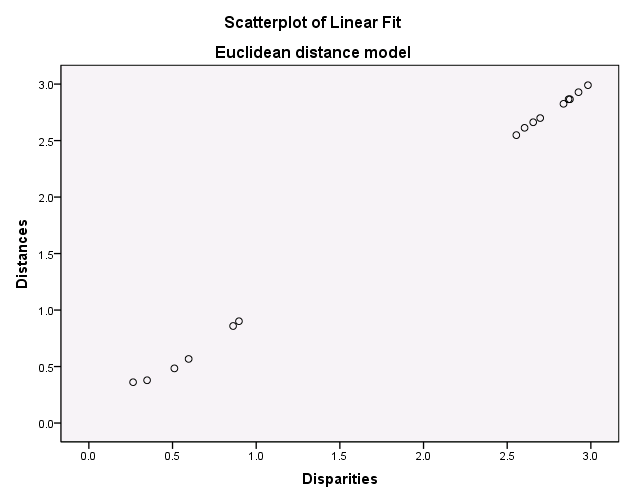 Scatterplot of Linear Fit
Euclidean distance model
3.0
2.5
2.0
1.5
1.0
0.5
0.0
Distances
0.0 0.5 1.0 1.5 2.0 2.5 3.0
Disparities